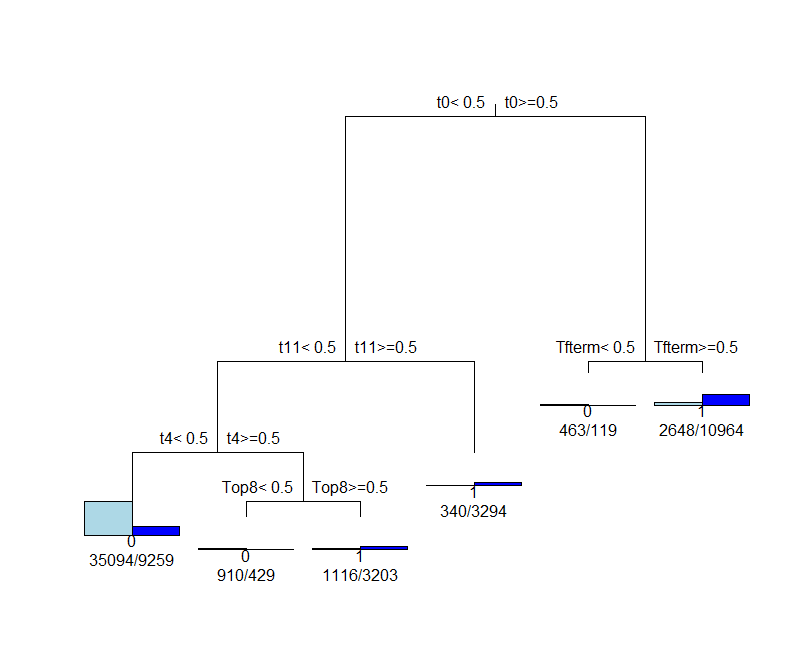 t0< 0.5 t0>=0.5
t11< 0.5 t11>=0.5
Tfterm< 0.5 Tfterm>=0.5
t4< 0.5 t4>=0.5
Top8< 0.5 Top8>=0.5
0
463/119
1
2648/10964
1
340/3294
0
35094/9259
0
910/429
1
1116/3203